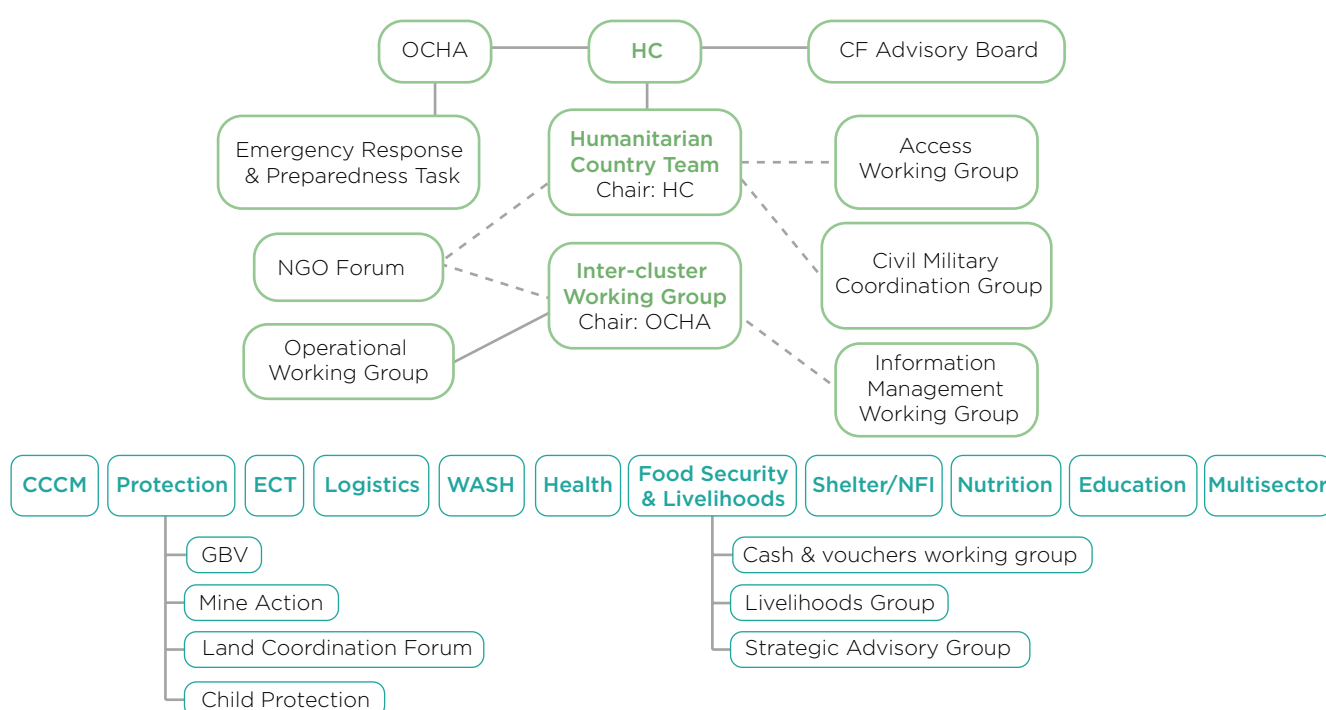 OCHA
HC
CF Advisory Board
Emergency Response
& Preparedness Task
Humanitarian
Country Team
Chair: HC
Access
Working Group
NGO Forum
Inter-cluster
Working Group
Chair: OCHA
Civil Military
Coordination Group
Operational
Working Group
Information
Management
Working Group
CCCM
Protection
ECT
Logistics
WASH
Health
Food Security
& Livelihoods
Shelter/NFI
Nutrition
Education
Multisector
GBV
Mine Action
Land Coordination Forum
Child Protection
Cash & vouchers working group
Livelihoods Group
Strategic Advisory Group